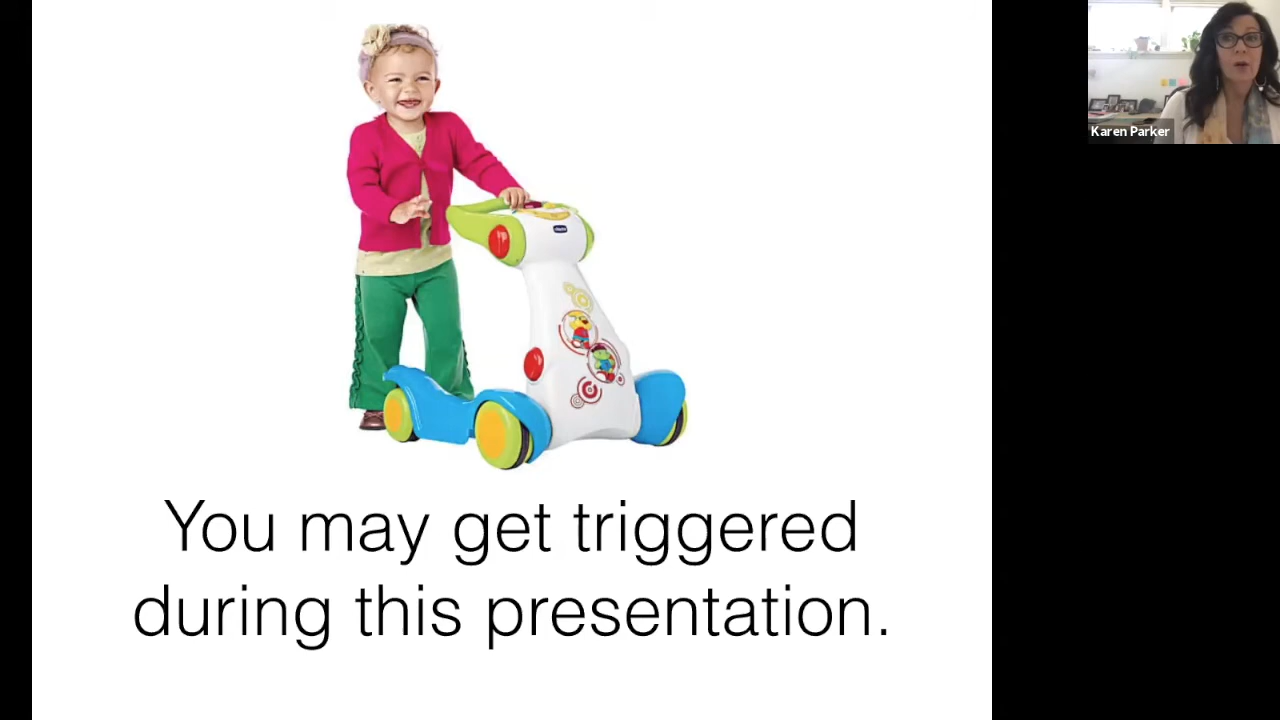 Karen Parker
You may get triggered
during this presentation.